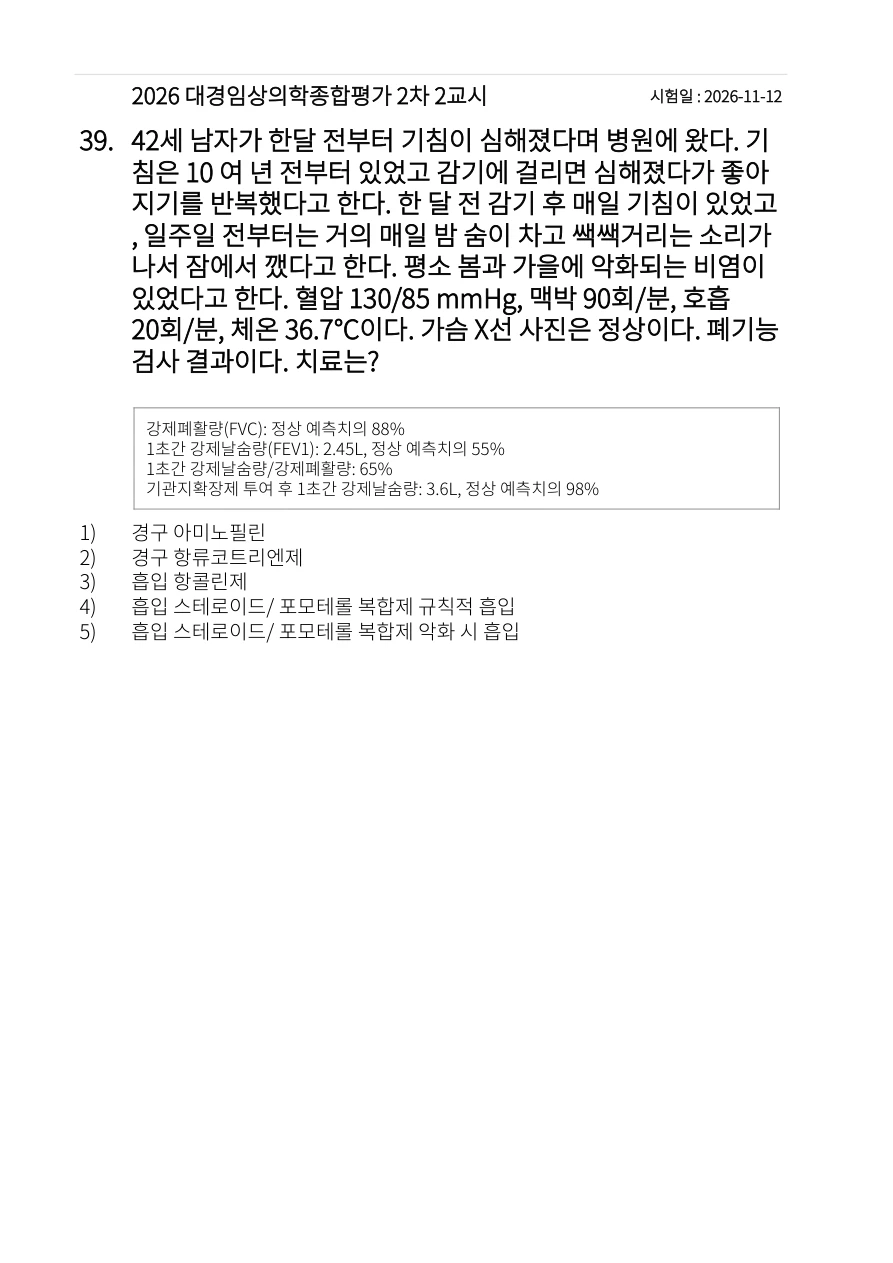 2026 대경임상의학종합평가 2차 2교시
시험일 : 2026-11-12
39. 42세 남자가 한달 전부터 기침이 심해졌다며 병원에 왔다. 기
침은 10 여 년 전부터 있었고 감기에 걸리면 심해졌다가 좋아
지기를 반복했다고 한다. 한 달 전 감기 후 매일 기침이 있었고
, 일주일 전부터는 거의 매일 밤 숨이 차고 쌕쌕거리는 소리가
나서 잠에서 깼다고 한다. 평소 봄과 가을에 악화되는 비염이
있었다고 한다. 혈압 130/85 mmHg, 맥박 90회/분, 호흡
20회/분, 체온 36.7℃이다. 가슴 X선 사진은 정상이다. 폐기능
검사 결과이다. 치료는?
강제폐활량(FVC): 정상 예측치의 88%
1초간 강제날숨량(FEV1): 2.45L, 정상 예측치의 55%
1초간 강제날숨량/강제폐활량: 65%
기관지확장제 투여 후 1초간 강제날숨량: 3.6L, 정상 예측치의 98%
1) 경구 아미노필린
2) 경구 항류코트리엔제
3) 흡입 항콜린제
4) 흡입 스테로이드/ 포모테롤 복합제 규칙적 흡입
5) 흡입 스테로이드/ 포모테롤 복합제 악화 시 흡입